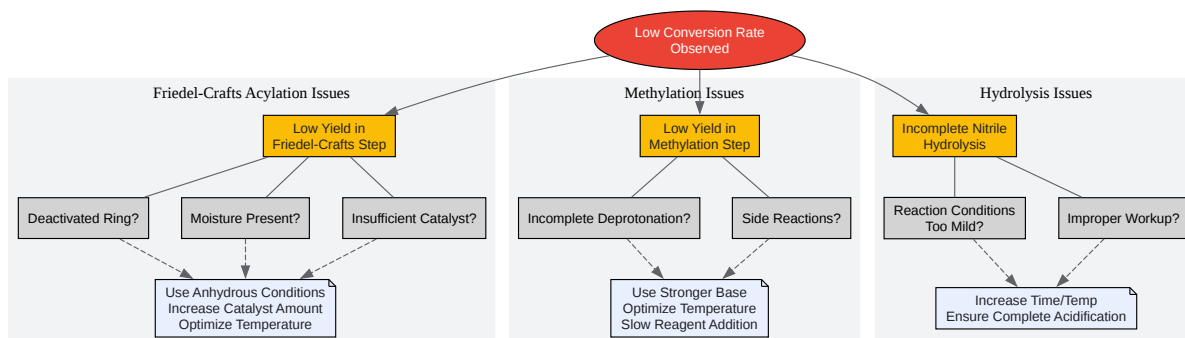 Low Conversion Rate
Observed
Friedel-Crafts Acylation Issues
Low Yield in
Friedel-Crafts Step
Deactivated Ring?
Moisture Present?
Insufficient Catalyst?
Use Anhydrous Conditions
Increase Catalyst Amount
Optimize Temperature
Methylation Issues
Low Yield in
Methylation Step
Incomplete Deprotonation?
Side Reactions?
Use Stronger Base
Optimize Temperature
Slow Reagent Addition
Hydrolysis Issues
Incomplete Nitrile
Hydrolysis
Reaction Conditions
Too Mild?
Improper Workup?
Increase Time/Temp
Ensure Complete Acidification